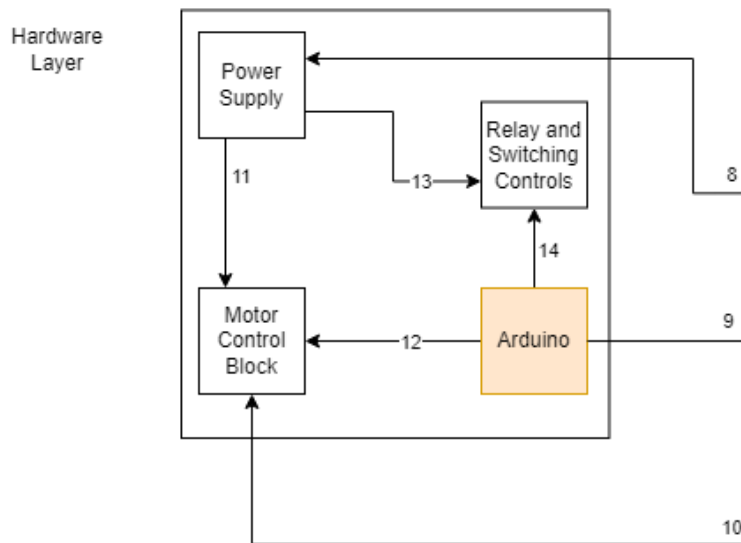 Hardware
Layer
Power
Supply
Relay and
Switching
Controls
8
11
13
14
Motor
Control
Block
12
Arduino
9
10